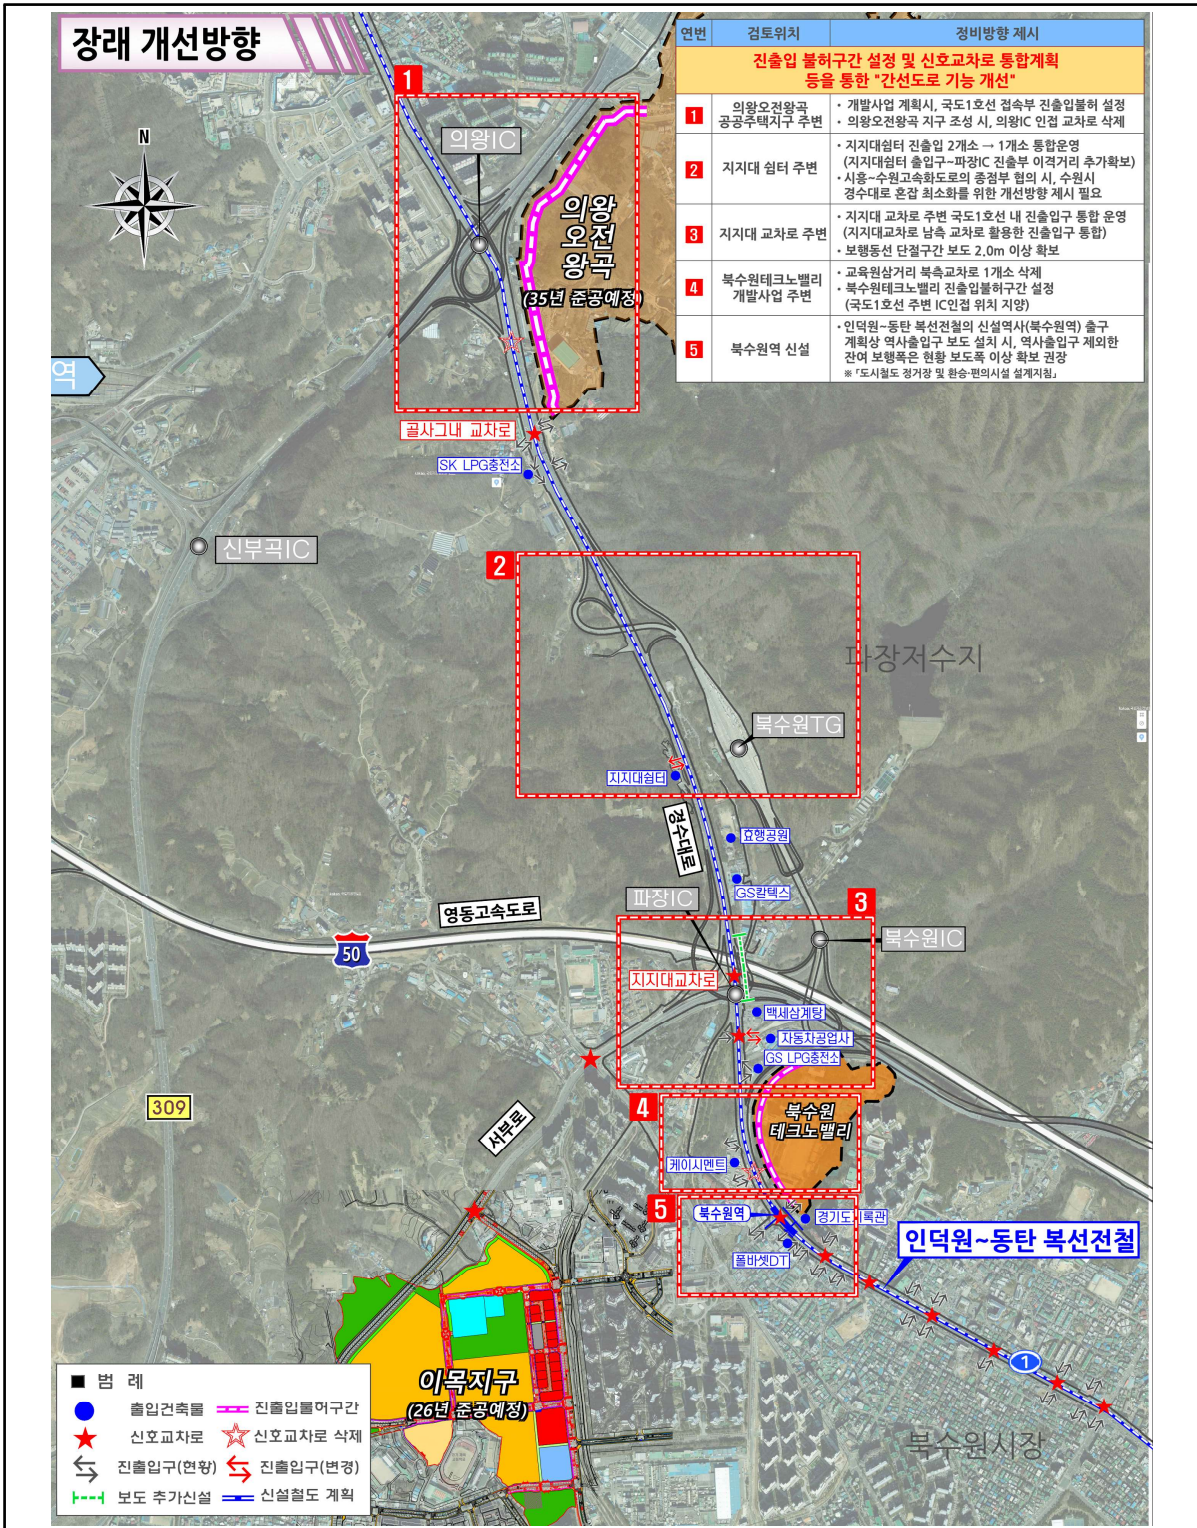 장래 개선방향
연번 검토위치 정비방향 제시
진출입 불허구간 설정 및 신호교차로 통합계획
등을 통한 "간선도로 기능 개선"
1 의왕오전왕곡
공공주택지구 주변
• 개발사업 계획시, 국도1호선 접속부 진출입불허 설정
• 의왕오전왕곡 지구 조성 시, 의왕IC 인접 교차로 삭제
2 지지대 쉼터 주변
• 지지대쉼터 진출입 2개소 → 1개소 통합운영
(지지대쉼터 출입구~파장IC 진출부 이격거리 추가확보)
• 시흥~수원고속화도로의 종점부 협의 시, 수원시
경수대로 혼잡 최소화를 위한 개선방향 제시 필요
3 지지대 교차로 주변
• 지지대 교차로 주변 국도1호선 내 진출입구 통합 운영
(지지대교차로 남측 교차로 활용한 진출입구 통합)
• 보행동선 단절구간 보도 2.0m 이상 확보
4 북수원테크노밸리
개발사업 주변
• 교육원삼거리 북측교차로 1개소 삭제
• 북수원테크노밸리 진출입불허구간 설정
(국도1호선 주변 IC인접 위치 지양)
5 북수원역 신설
• 인덕원~동탄 복선전철의 신설역사(북수원역) 출구
계획상 역사출입구 보도 설치 시, 역사출입구 제외한
잔여 보행폭은 현황 보도폭 이상 확보 권장
※ 「도시철도 정거장 및 환승·편의시설 설계지침」
1
N
의왕IC
의왕
오전
왕곡
(35년 준공예정)
역
골사그내 교차로
SK LPG충전소
신부곡IC
2
파장저수지
북수원TG
지지대쉼터
경수대로
효행공원
GS칼텍스
파장IC
3
영동고속도로
50
북수원IC
지지대교차로
백세삼계탕
자동차공업사
GS LPG충전소
309
4
북수원
테크노밸리
서부로
케이시멘트
5
북수원역
경기도기록관
폴바셋DT
인덕원~동탄 복선전철
1
이목지구
(26년 준공예정)
북수원시장
■ 범 례
출입건축물 진출입불허구간
신호교차로 신호교차로 삭제
진출입구(현황) 진출입구(변경)
보도 추가신설 신설철도 계획